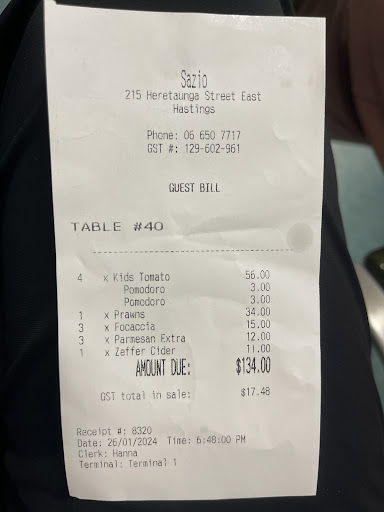 Sazio
215 Heretaunga Street East
Hastings
Phone: 06 650 7717
GST #: 129-602-961
GUEST BILL
TABLE #40
4 x Kids Tomato 56.00
Pomodoro 3.00
Pomodoro 3.00
1 x Prawns 34.00
3 x Focaccia 15.00
3 x Parmesan Extra 12.00
1 x Zeffer Cider 11.00
AMOUNT DUE: $134.00
GST total in sale: $17.48
Receipt #: 8320
Date: 26/01/2024 Time: 6:48:00 PM
Clerk: Hanna
Terminal: Terminal 1